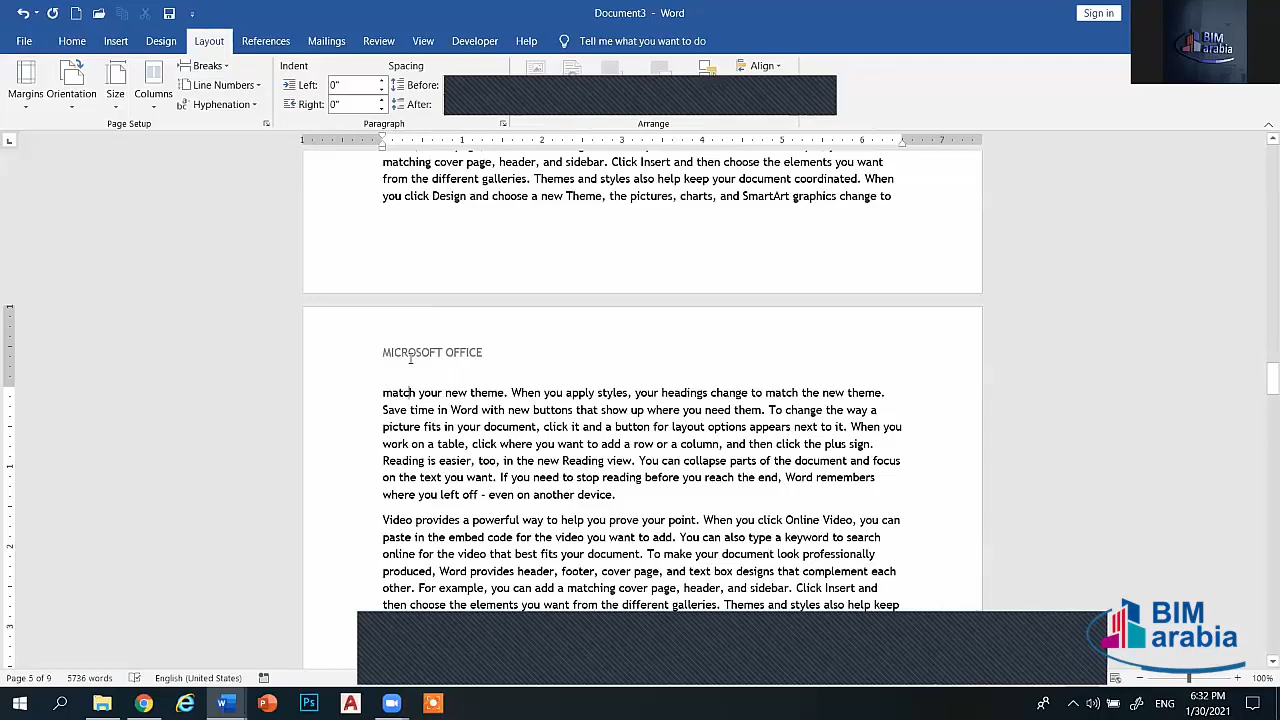 Document3 - Word
Sign in
BIM arabia
File Home Insert Design Layout References Mailings Review View Developer Help Tell me what you want to do
Margins Orientation Size Columns
Breaks
Line Numbers
Hyphenation
Page Setup
Indent
Left: 0"
Right: 0"
Spacing
Before:
After:
Paragraph
Align
Arrange
1 1 2 3 4 5 6 7
matching cover page, header, and sidebar. Click Insert and then choose the elements you want
from the different galleries. Themes and styles also help keep your document coordinated. When
you click Design and choose a new Theme, the pictures, charts, and SmartArt graphics change to
MICROSOFT OFFICE
match your new theme. When you apply styles, your headings change to match the new theme.
Save time in Word with new buttons that show up where you need them. To change the way a
picture fits in your document, click it and a button for layout options appears next to it. When you
work on a table, click where you want to add a row or a column, and then click the plus sign.
Reading is easier, too, in the new Reading view. You can collapse parts of the document and focus
on the text you want. If you need to stop reading before you reach the end, Word remembers
where you left off - even on another device.
Video provides a powerful way to help you prove your point. When you click Online Video, you can
paste in the embed code for the video you want to add. You can also type a keyword to search
online for the video that best fits your document. To make your document look professionally
produced, Word provides header, footer, cover page, and text box designs that complement each
other. For example, you can add a matching cover page, header, and sidebar. Click Insert and
then choose the elements you want from the different galleries. Themes and styles also help keep
BIM
arabia
Page 5 of 9 5736 words English (United States) 100%
ENG
6:32 PM
1/30/2021